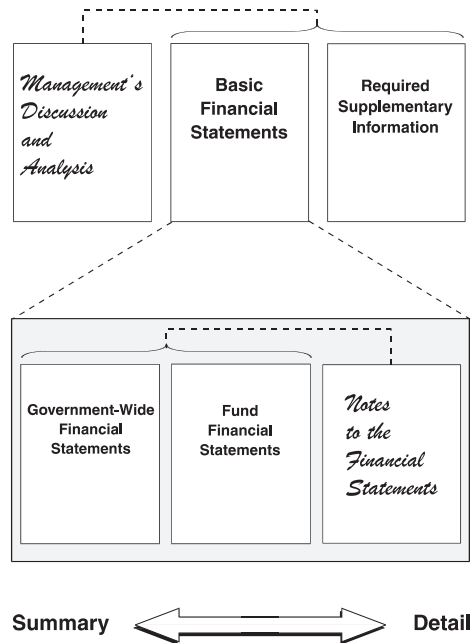 Management's
Discussion
and
Analysis
Basic
Financial
Statements
Required
Supplementary
Information
Government-Wide
Financial
Statements
Fund
Financial
Statements
Notes
to the
Financial
Statements
Summary
Detail